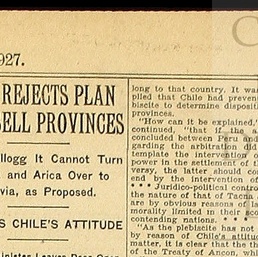 1927.
REJECTS PLAN
SELL PROVINCES
Kellogg It Cannot Turn
and Arica Over to
via, as Proposed.
S CHILE'S ATTITUDE
long to that country. It was
plied that Chile had preven
biscite to determine disposit
provinces.
"How can it be explained,"
continued, "that if the a
concluded between Peru and
garding the arbitration did
template the intervention o
power in the settlement of t
versy, the latter should co
end by the intervention of
* * * Juridico-political contro
the nature of that of Tacna
are by obvious reasons of la
morality limited in their sco
contending nations. * * *
"As the plebiscite has not
by reason of Chile's attitu
matter, it is clear that the th
of the Treaty of Ancon, whi